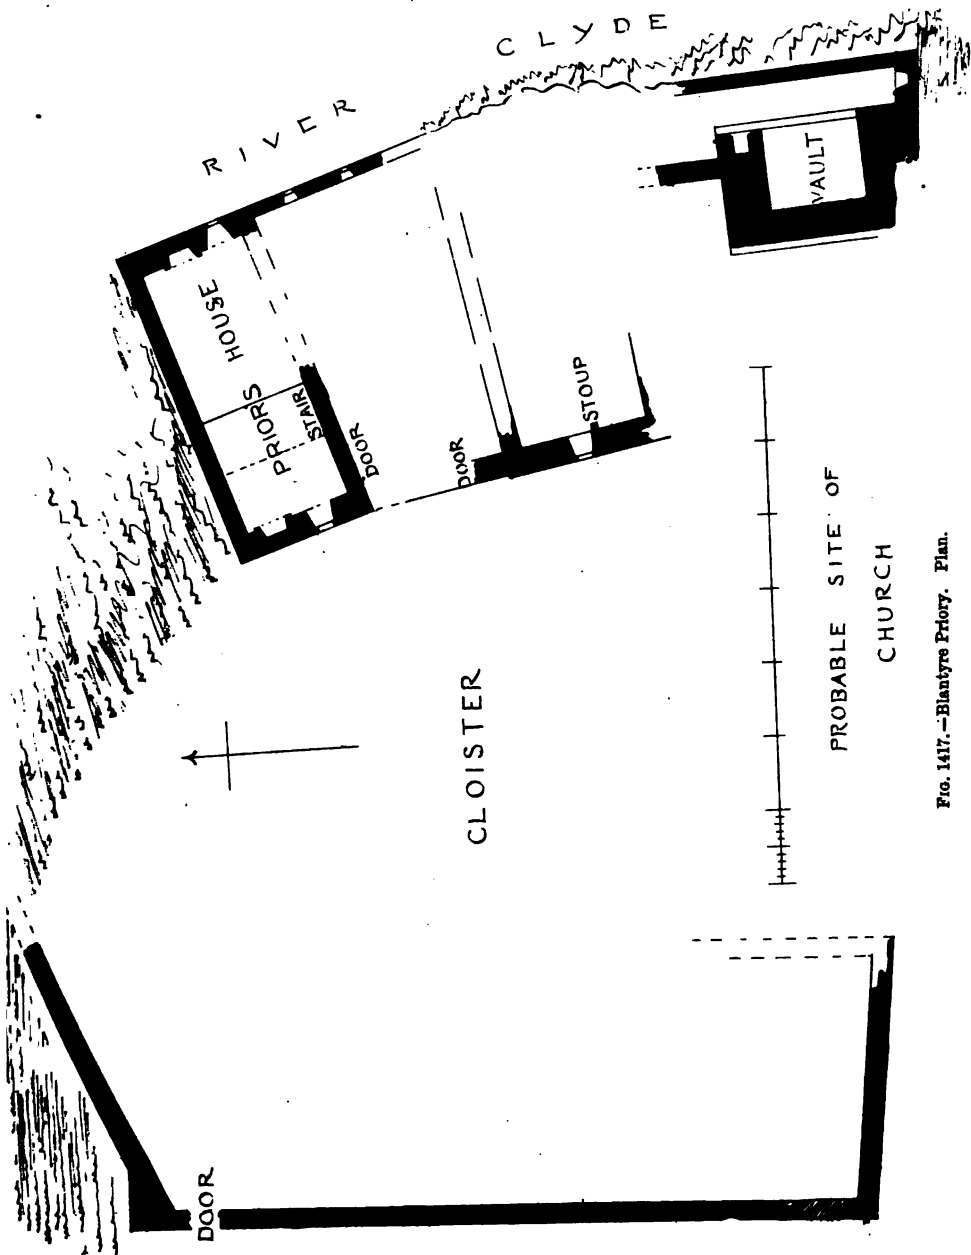 RIVER CLYDE
PRIORS HOUSE
STAIR
DOOR
DOOR
STOUP
VAULT
CLOISTER
PROBABLE SITE OF
CHURCH
DOOR
FIG. 1417.—Blantyre Priory. Plan.